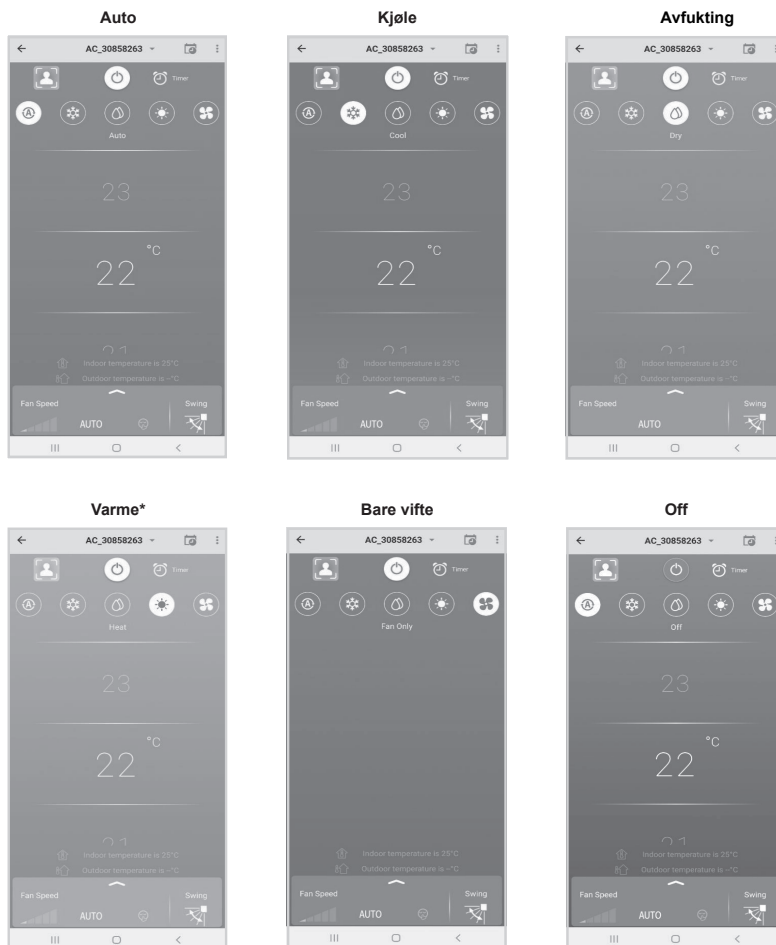 Auto
AC_30858263
Timer
A
Auto
23
°C
22
21
Indoor temperature is 25°C
Outdoor temperature is --°C
Fan Speed
Swing
AUTO
Kjøle
AC_30858263
Timer
A
Cool
23
°C
22
21
Indoor temperature is 25°C
Outdoor temperature is --°C
Fan Speed
Swing
AUTO
Avfukting
AC_30858263
Timer
A
Dry
23
°C
22
21
Indoor temperature is 25°C
Outdoor temperature is --°C
Fan Speed
Swing
AUTO
Varme*
AC_30858263
Timer
A
Heat
23
°C
22
21
Indoor temperature is 25°C
Outdoor temperature is --°C
Fan Speed
Swing
AUTO
Bare vifte
AC_30858263
Timer
A
Fan Only
Indoor temperature is 25°C
Outdoor temperature is --°C
Fan Speed
Swing
AUTO
Off
AC_30858263
Timer
A
Off
23
°C
22
21
Indoor temperature is 25°C
Outdoor temperature is --°C
Fan Speed
Swing
AUTO